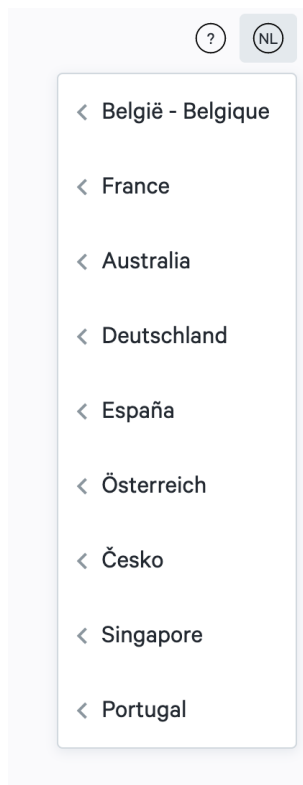 ? NL
België - Belgique
France
Australia
Deutschland
España
Österreich
Česko
Singapore
Portugal